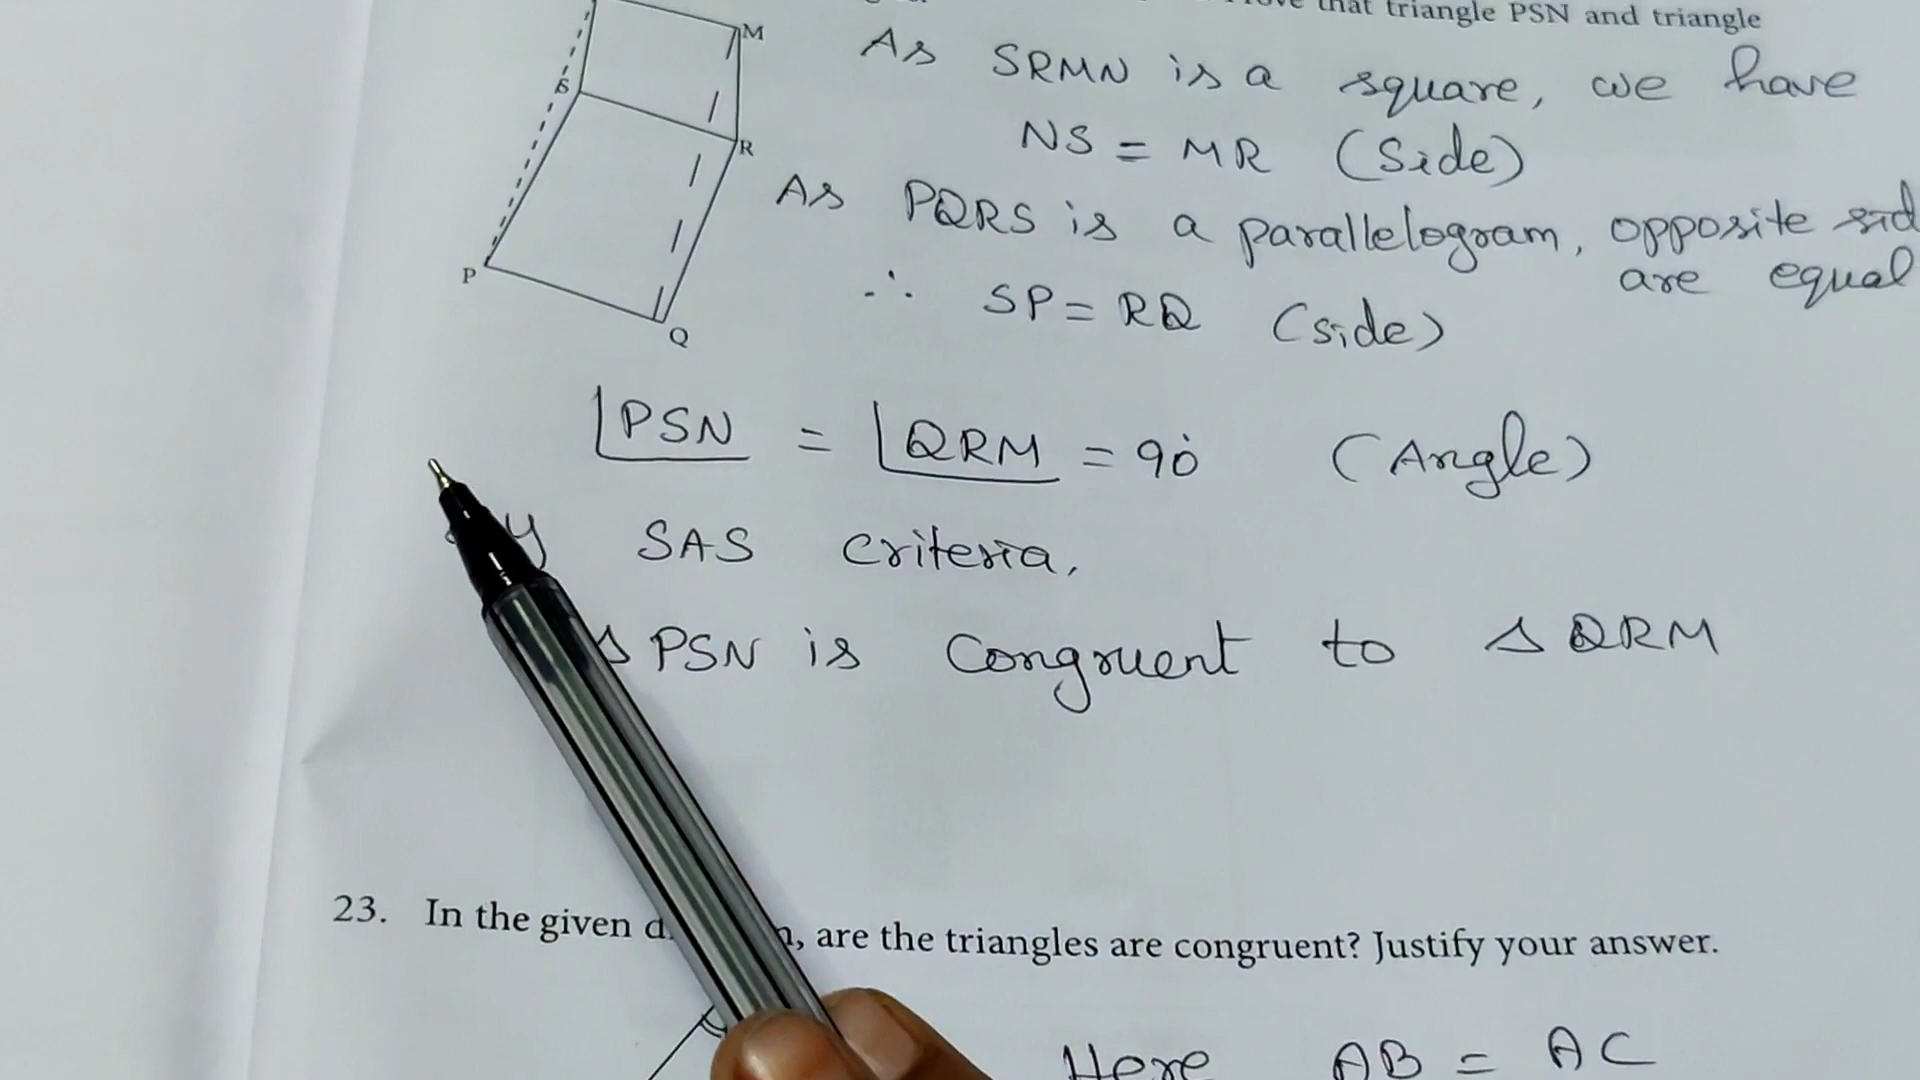 that triangle PSN and triangle
M
As SRMN is a square, we have
S
NS = MR (Side)
R
As PQRS is a parallelogram, opposite
are equal
P
∴ SP = RQ (side)
Q
∠PSN = ∠QRM = 90° (Angle)
SAS criteria,
Δ PSN is congruent to Δ QRM
23. In the given , are the triangles are congruent? Justify your answer.
Here AB = AC